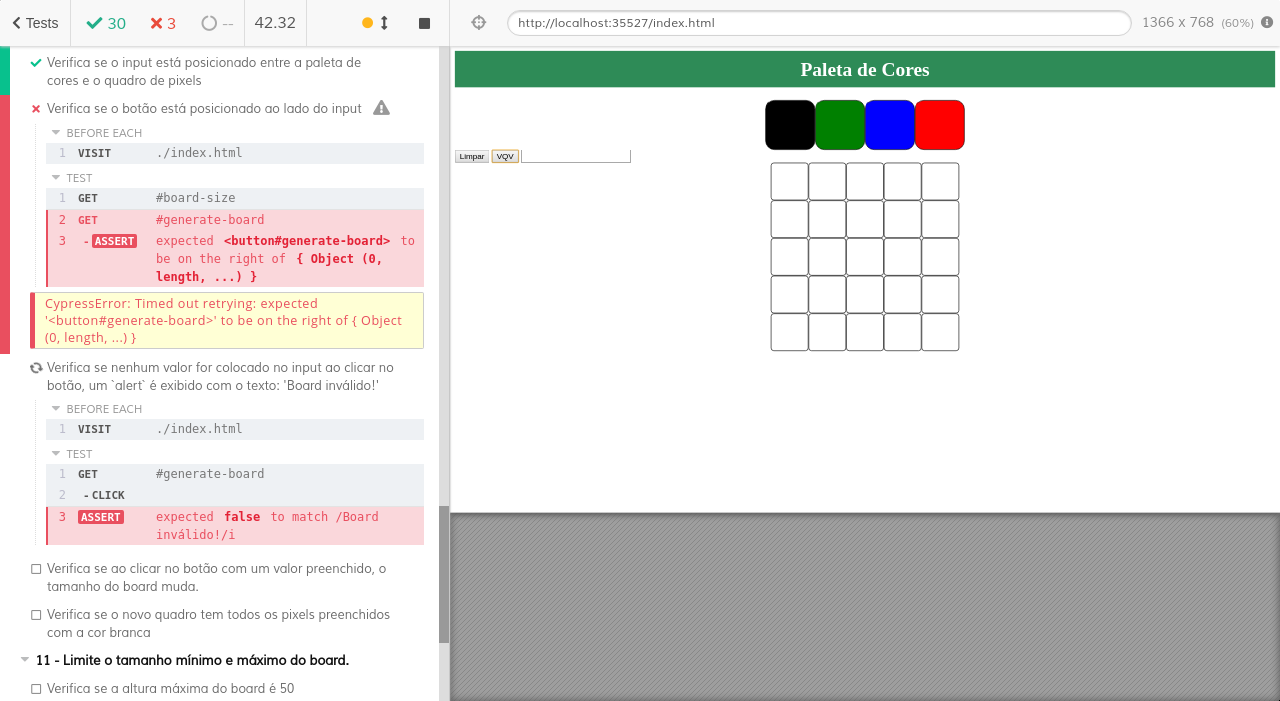 Tests 30 3 -- 42.32 http://localhost:35527/index.html 1366 x 768 (60%)
Verifica se o input está posicionado entre a paleta de
cores e o quadro de pixels
Verifica se o botão está posicionado ao lado do input
BEFORE EACH
1 VISIT ./index.html
TEST
1 GET #board-size
2 GET #generate-board
3 - ASSERT expected <button#generate-board> to
be on the right of { Object (0,
length, ...) }
CypressError: Timed out retrying: expected
'<button#generate-board>' to be on the right of { Object
(0, length, ...) }
Verifica se nenhum valor for colocado no input ao clicar no
botão, um `alert` é exibido com o texto: 'Board inválido!'
BEFORE EACH
1 VISIT ./index.html
TEST
1 GET #generate-board
2 - CLICK
3 ASSERT expected false to match /Board
inválido!/i
Verifica se ao clicar no botão com um valor preenchido, o
tamanho do board muda.
Verifica se o novo quadro tem todos os pixels preenchidos
com a cor branca
11 - Limite o tamanho mínimo e máximo do board.
Verifica se a altura máxima do board é 50
Paleta de Cores
Limpar VQV